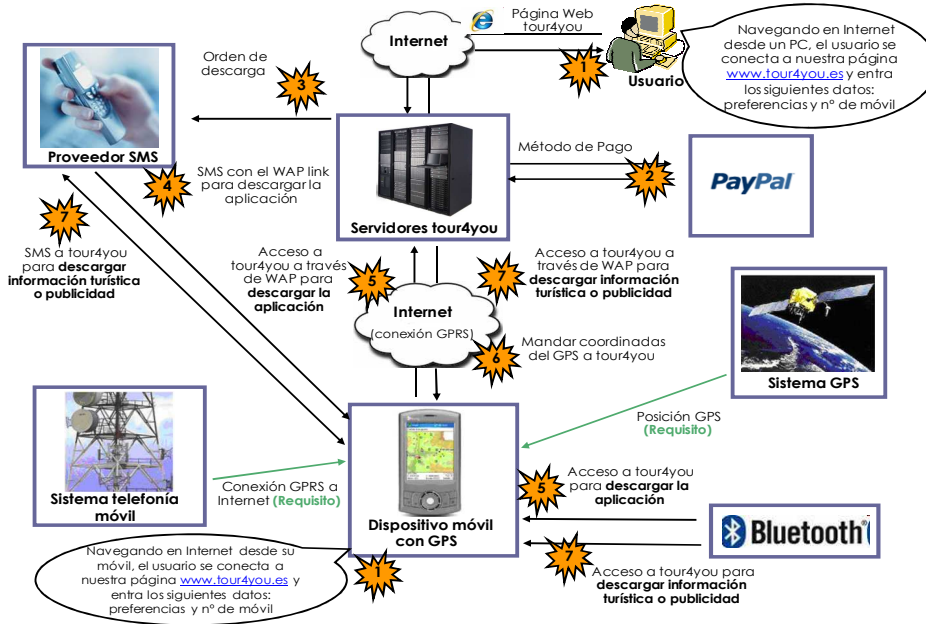 Página Web
tour4you
Internet
1
Usuario
Navegando en Internet
desde un PC, el usuario se
conecta a nuestra página
www.tour4you.es y entra
los siguientes datos:
preferencias y nº de móvil
Orden de
descarga
3
Proveedor SMS
4
SMS con el WAP link
para descargar la
aplicación
Servidores tour4you
Método de Pago
2
PayPal
7
SMS a tour4you
para descargar
información turística
o publicidad
Acceso a
tour4you a través
de WAP para
descargar la
aplicación
5
7
Acceso a tour4you a
través de WAP para
descargar información
turística o publicidad
Internet
(conexión GPRS)
6
Mandar coordinadas
del GPS a tour4you
Sistema GPS
Posición GPS
(Requisito)
Sistema telefonía
móvil
Conexión GPRS a
Internet (Requisito)
Dispositivo móvil
con GPS
5
Acceso a tour4you
para descargar la
aplicación
Bluetooth®
7
Acceso a tour4you para
descargar información
turística o publicidad
1
Navegando en Internet desde su
móvil, el usuario se conecta a
nuestra página www.tour4you.es y
entra los siguientes datos:
preferencias y nº de móvil